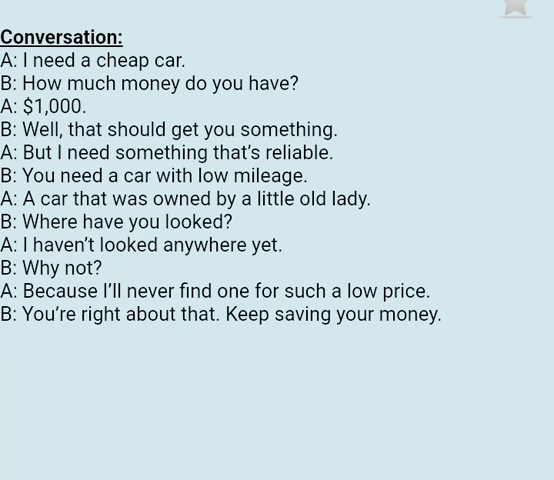 Conversation:
A: I need a cheap car.
B: How much money do you have?
A: $1,000.
B: Well, that should get you something.
A: But I need something that's reliable.
B: You need a car with low mileage.
A: A car that was owned by a little old lady.
B: Where have you looked?
A: I haven't looked anywhere yet.
B: Why not?
A: Because I'll never find one for such a low price.
B: You're right about that. Keep saving your money.